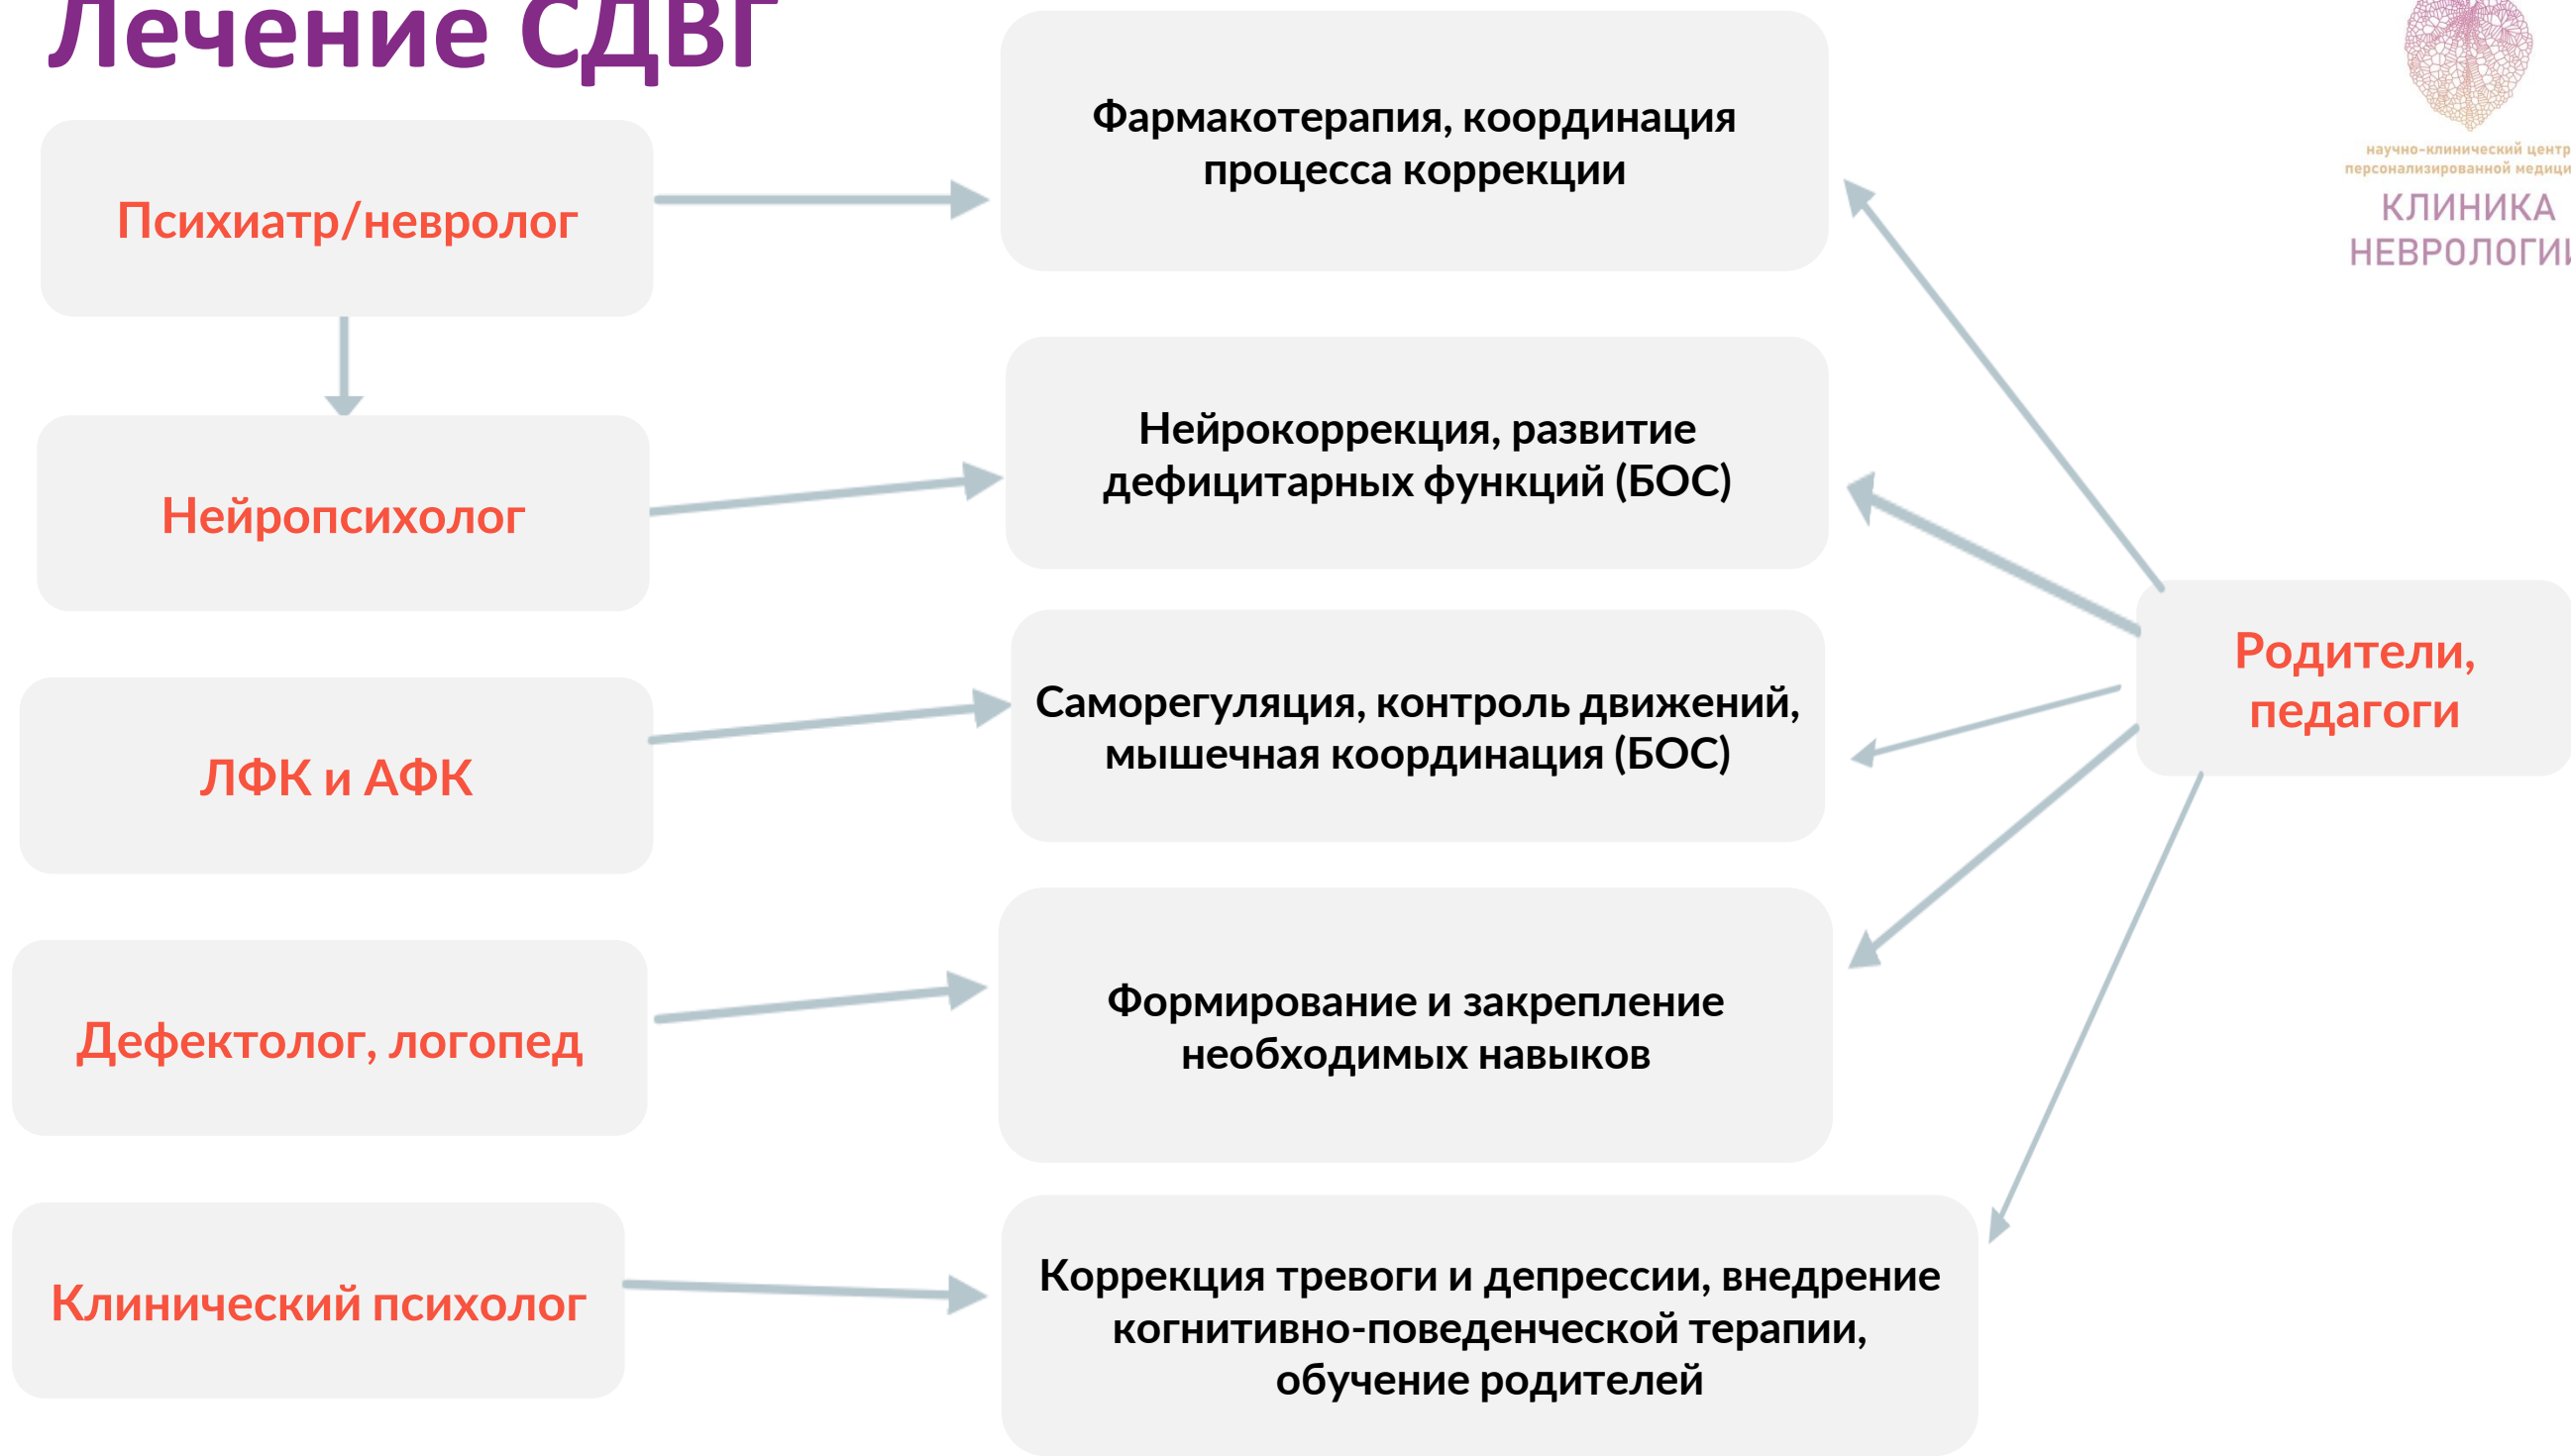 Лечение СДВГ
Психиатр/невролог
Фармакотерапия, координация
процесса коррекции
научно-клинический центр
персонализированной
КЛИНИКА
НЕВРОЛОГИИ
Нейропсихолог
Нейрокоррекция, развитие
дефицитарных функций (БОС)
ЛФК и АФК
Саморегуляция, контроль движений,
мышечная координация (БОС)
Родители,
педагоги
Дефектолог, логопед
Формирование и закрепление
необходимых навыков
Клинический психолог
Коррекция тревоги и депрессии, внедрение
когнитивно-поведенческой терапии,
обучение родителей